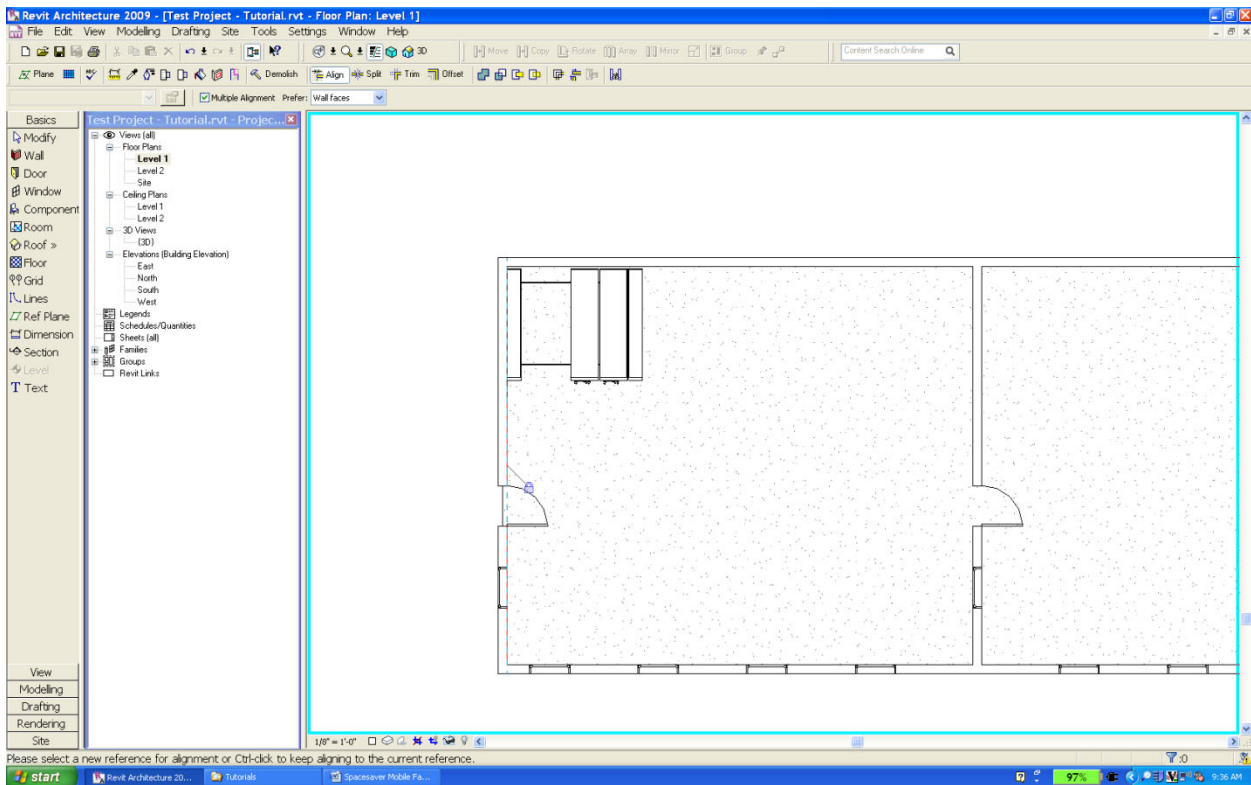 Revit Architecture 2009 - [Test Project - Tutorial.rvt - Floor Plan: Level 1]
File Edit View Modeling Drafting Site Tools Settings Window Help
3D Move Copy Rotate Array Mirror Group Content Search Online
Plane Demolish Align Split Trim Offset
Multiple Alignment Prefer: Wall faces
Basics
Modify
Wall
Door
Window
Component
Room
Roof »
Floor
Grid
Lines
Ref Plane
Dimension
Section
Level
Text
View
Modeling
Drafting
Rendering
Site
Test Project - Tutorial.rvt - Projec...
Views (all)
Floor Plans
Level 1
Level 2
Site
Ceiling Plans
Level 1
Level 2
3D Views
{3D}
Elevations (Building Elevation)
East
North
South
West
Legends
Schedules/Quantities
Sheets (all)
Families
Groups
Revit Links
1/8" = 1'-0"
Please select a new reference for alignment or Ctrl-click to keep aligning to the current reference.
:0
start Revit Architecture 20... Tutorials Spacesaver Mobile Fa... 97% 9:36 AM